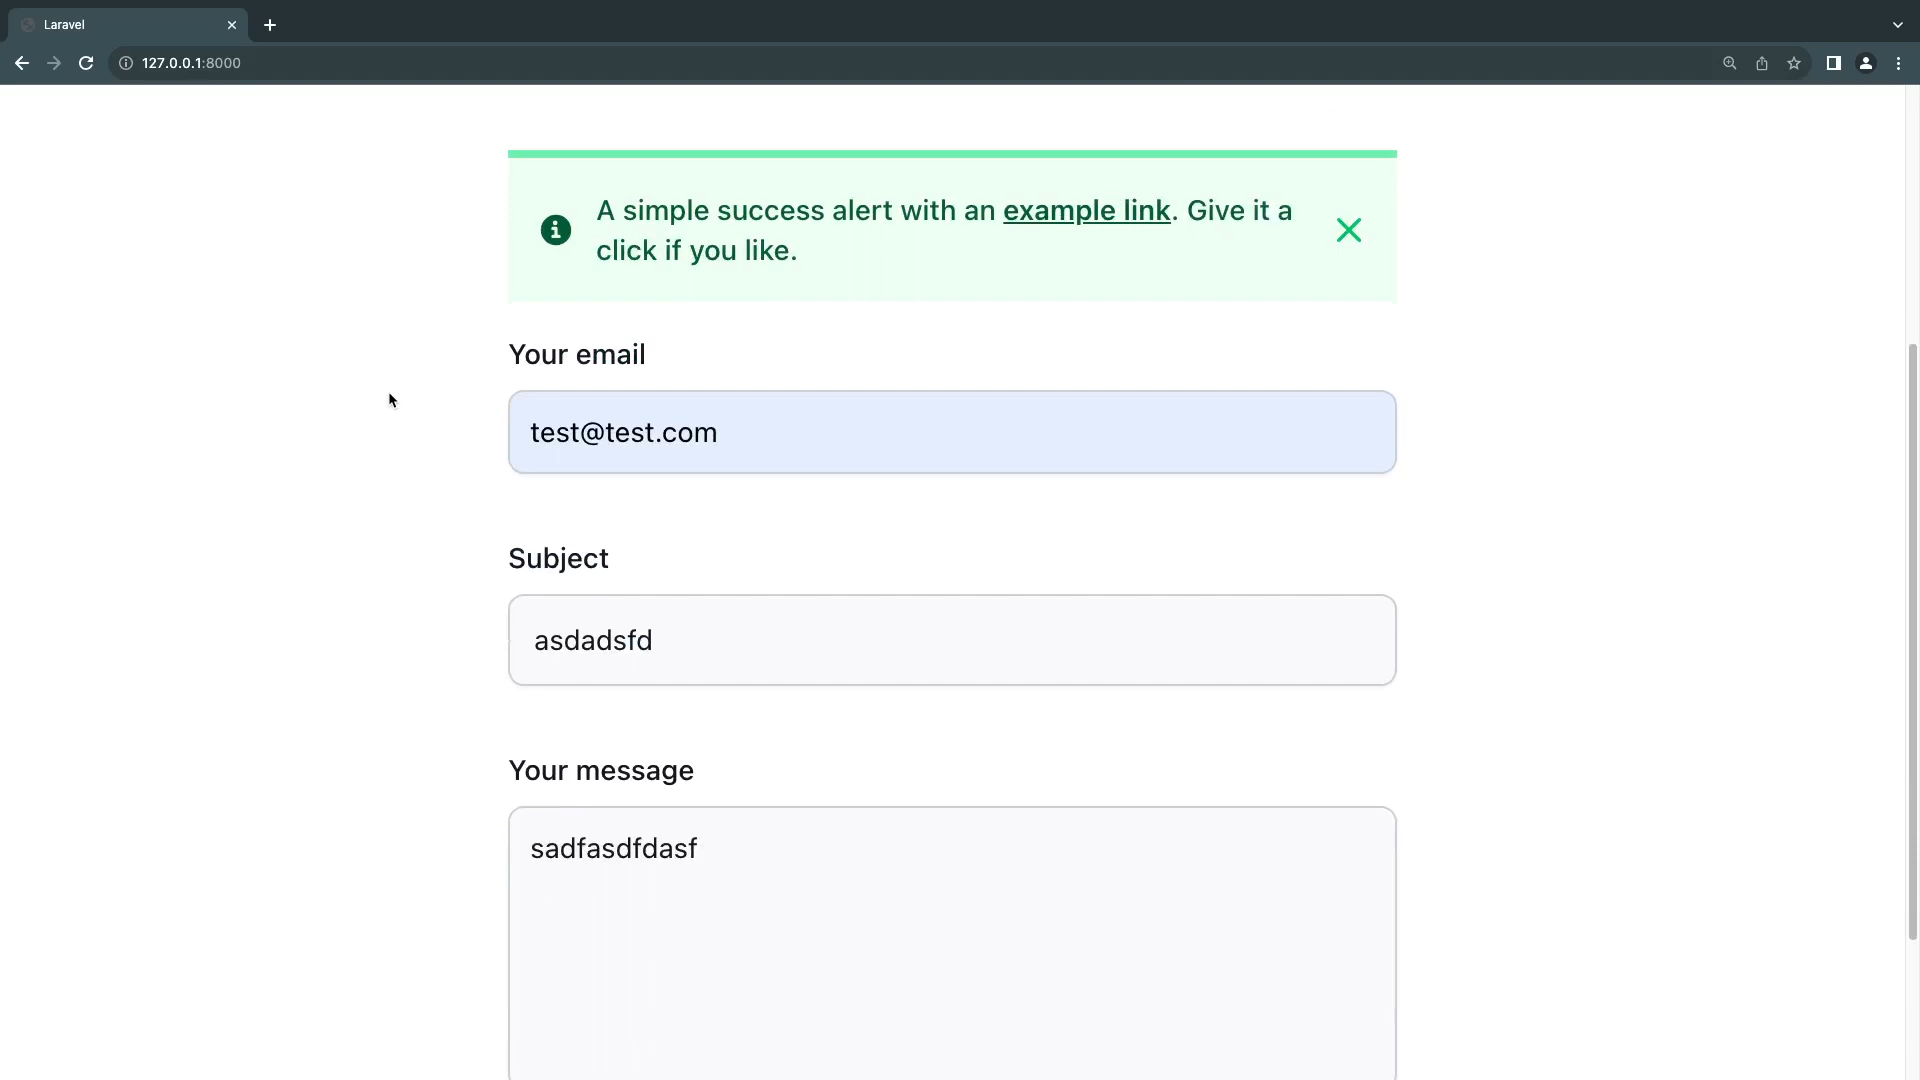 Laravel
127.0.0.1:8000
A simple success alert with an example link. Give it a
click if you like.
Your email
test@test.com
Subject
asdadsfd
Your message
sadfasdfdasf